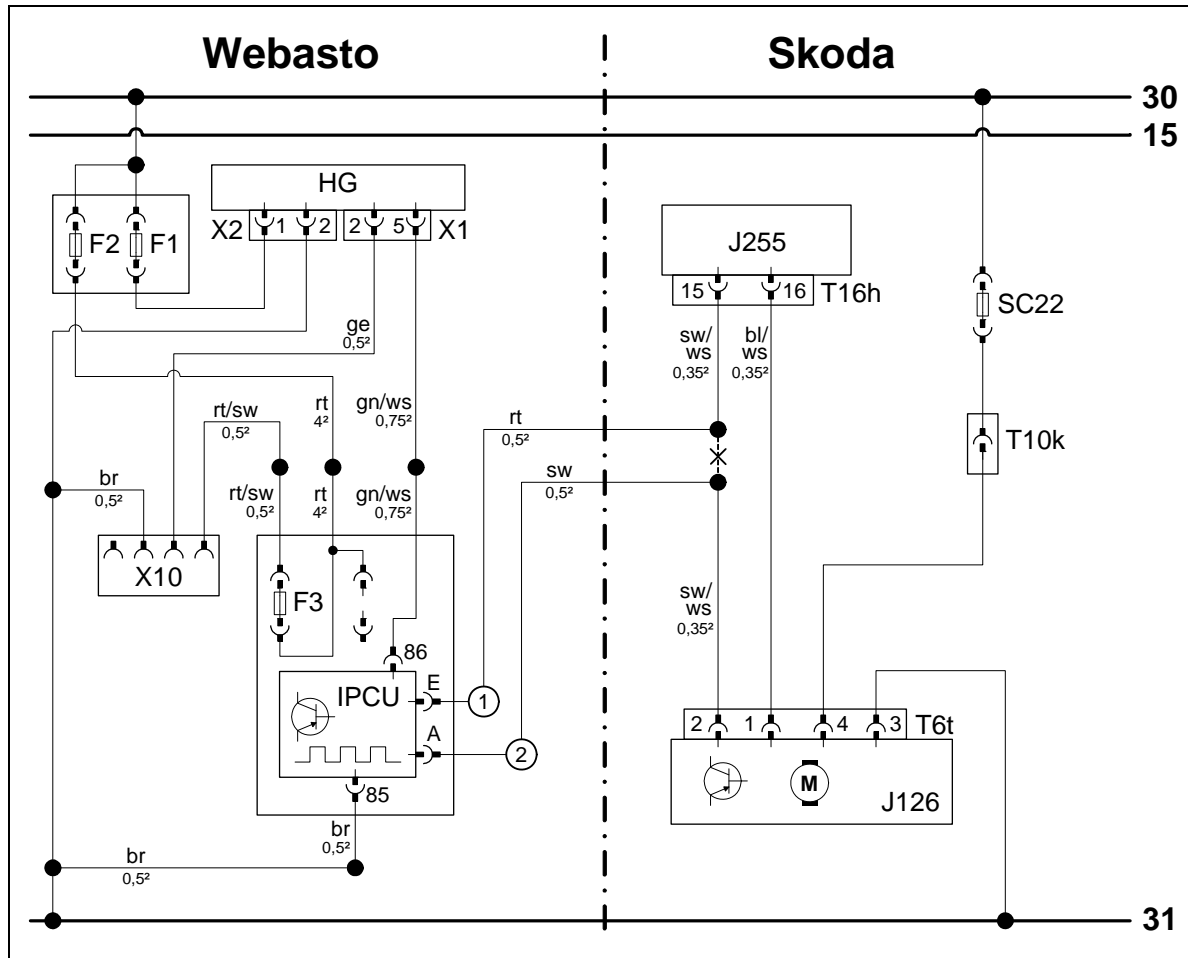 Webasto
Skoda
30
15
HG
X2 1 2 2 5 X1
F2 F1
J255
15 16 T16h
SC22
ge
0,5²
sw/
ws
0,35²
bl/
ws
0,35²
rt/sw
0,5²
rt
4²
gn/ws
0,75²
rt
0,5²
T10k
br
0,5²
rt/sw
0,5²
rt
4²
gn/ws
0,75²
sw
0,5²
X10
F3
sw/
ws
0,35²
86
IPCU
E
1
A
2
85
2 1 4 3 T6t
M
J126
br
0,5²
br
0,5²
31